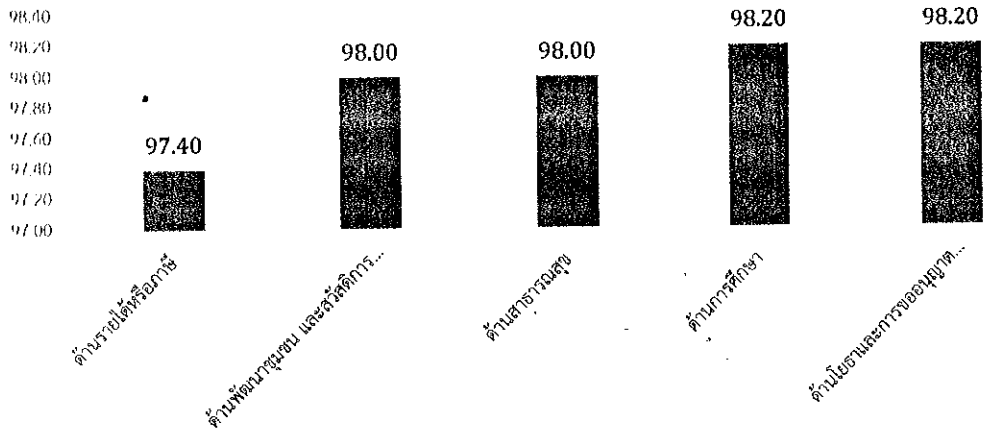 98.40
98.20
98.00
97.80
97.60
97.40
97.20
97.00
97.40
98.00
98.00
98.20
98.20
ด้านรายได้หรือภาษี
ด้านพัฒนาชุมชน และสวัสดิการ...
ด้านสาธารณสุข
ด้านการศึกษา
ด้านโยธาและการขออนุญาต...